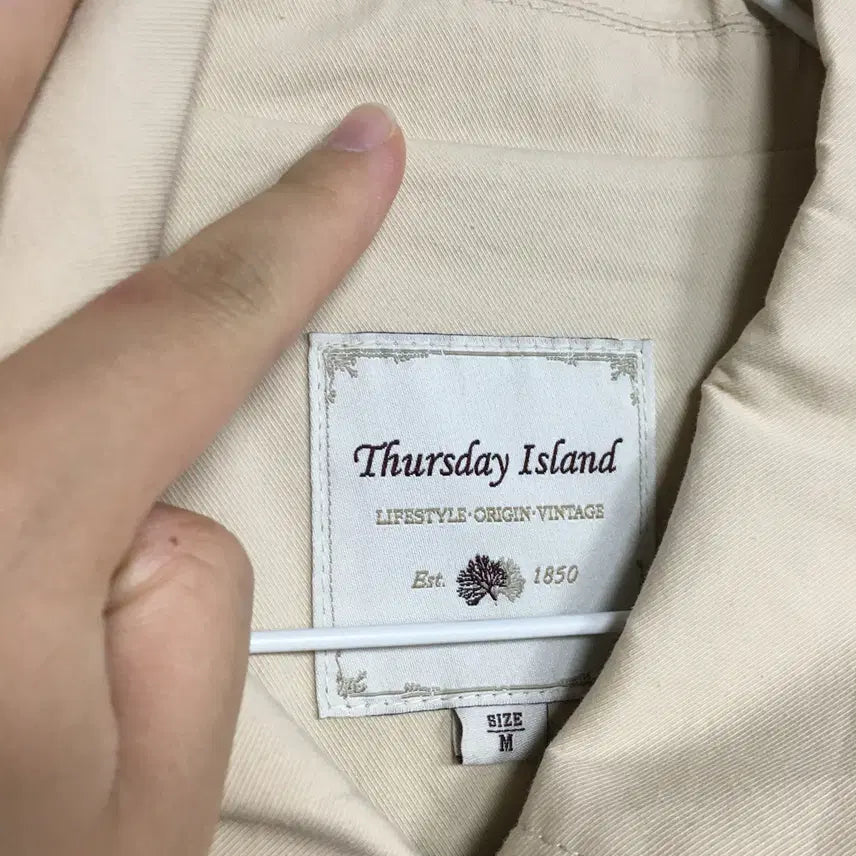 Thursday Island
LIFESTYLE·ORIGIN·VINTAGE
Est. 1850
SIZE
M